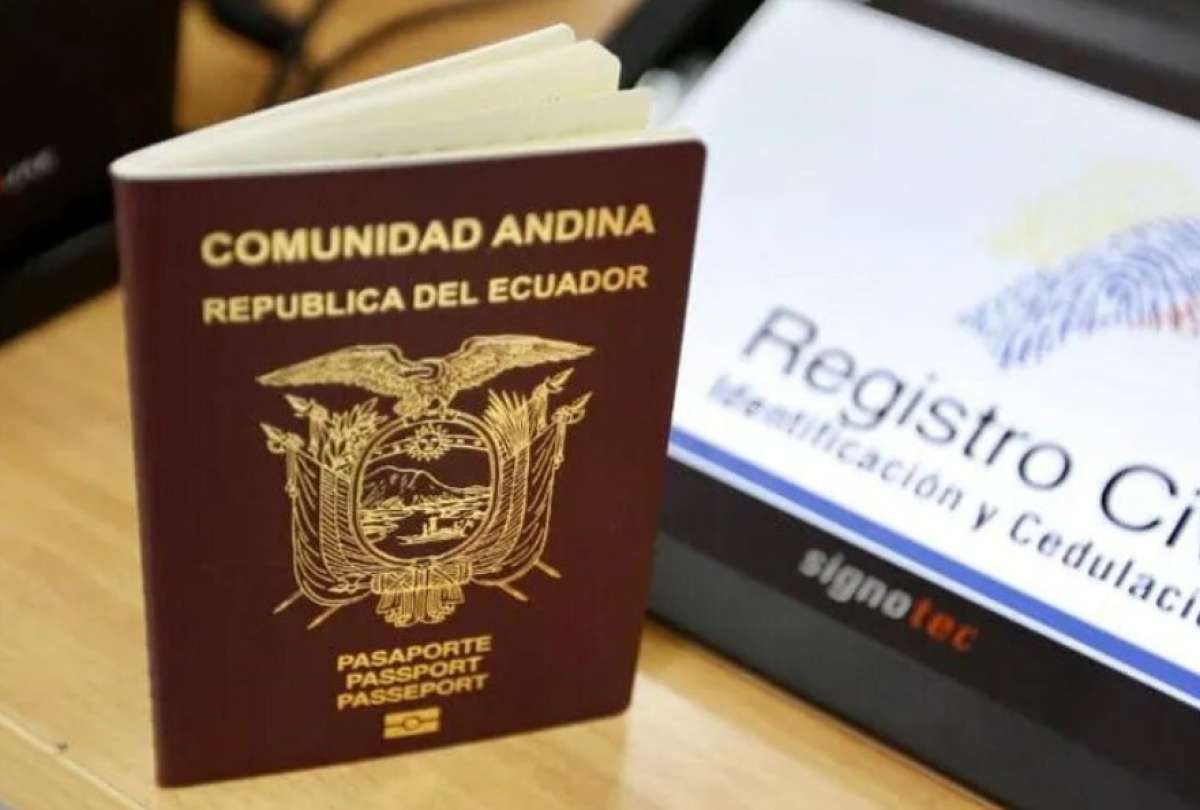 COMUNIDAD ANDINA
REPUBLICA DEL ECUADOR
PASAPORTE
PASSPORT
PASSEPORT
Registro Ci
Identificación y Cedulaci
signotec